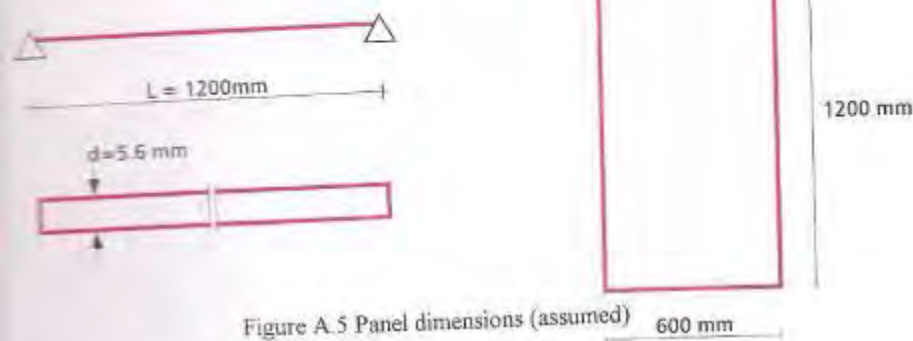 L = 1200mm
1200 mm
d=5.6 mm
Figure A.5 Panel dimensions (assumed)
600 mm